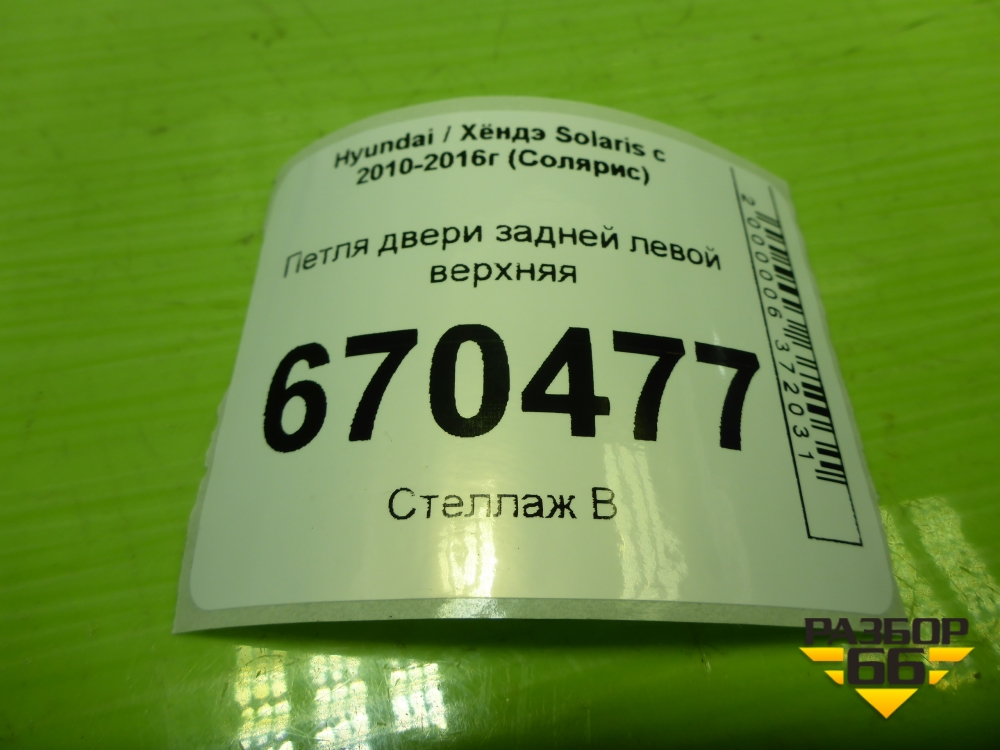 Hyundai / Хёндэ Solaris с
2010-2016г (Солярис)
Петля двери задней левой
верхняя
670477
Стеллаж В
2000006372031
РАЗБОР
66